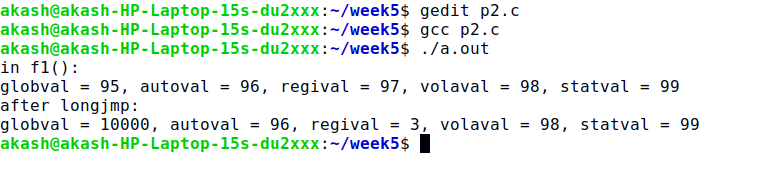 akash@akash-HP-Laptop-15s-du2xxx:~/week5$ gedit p2.c
akash@akash-HP-Laptop-15s-du2xxx:~/week5$ gcc p2.c
akash@akash-HP-Laptop-15s-du2xxx:~/week5$ ./a.out
in f1():
globval = 95, autoval = 96, regival = 97, volaval = 98, statval = 99
after longjmp:
globval = 10000, autoval = 96, regival = 3, volaval = 98, statval = 99
akash@akash-HP-Laptop-15s-du2xxx:~/week5$